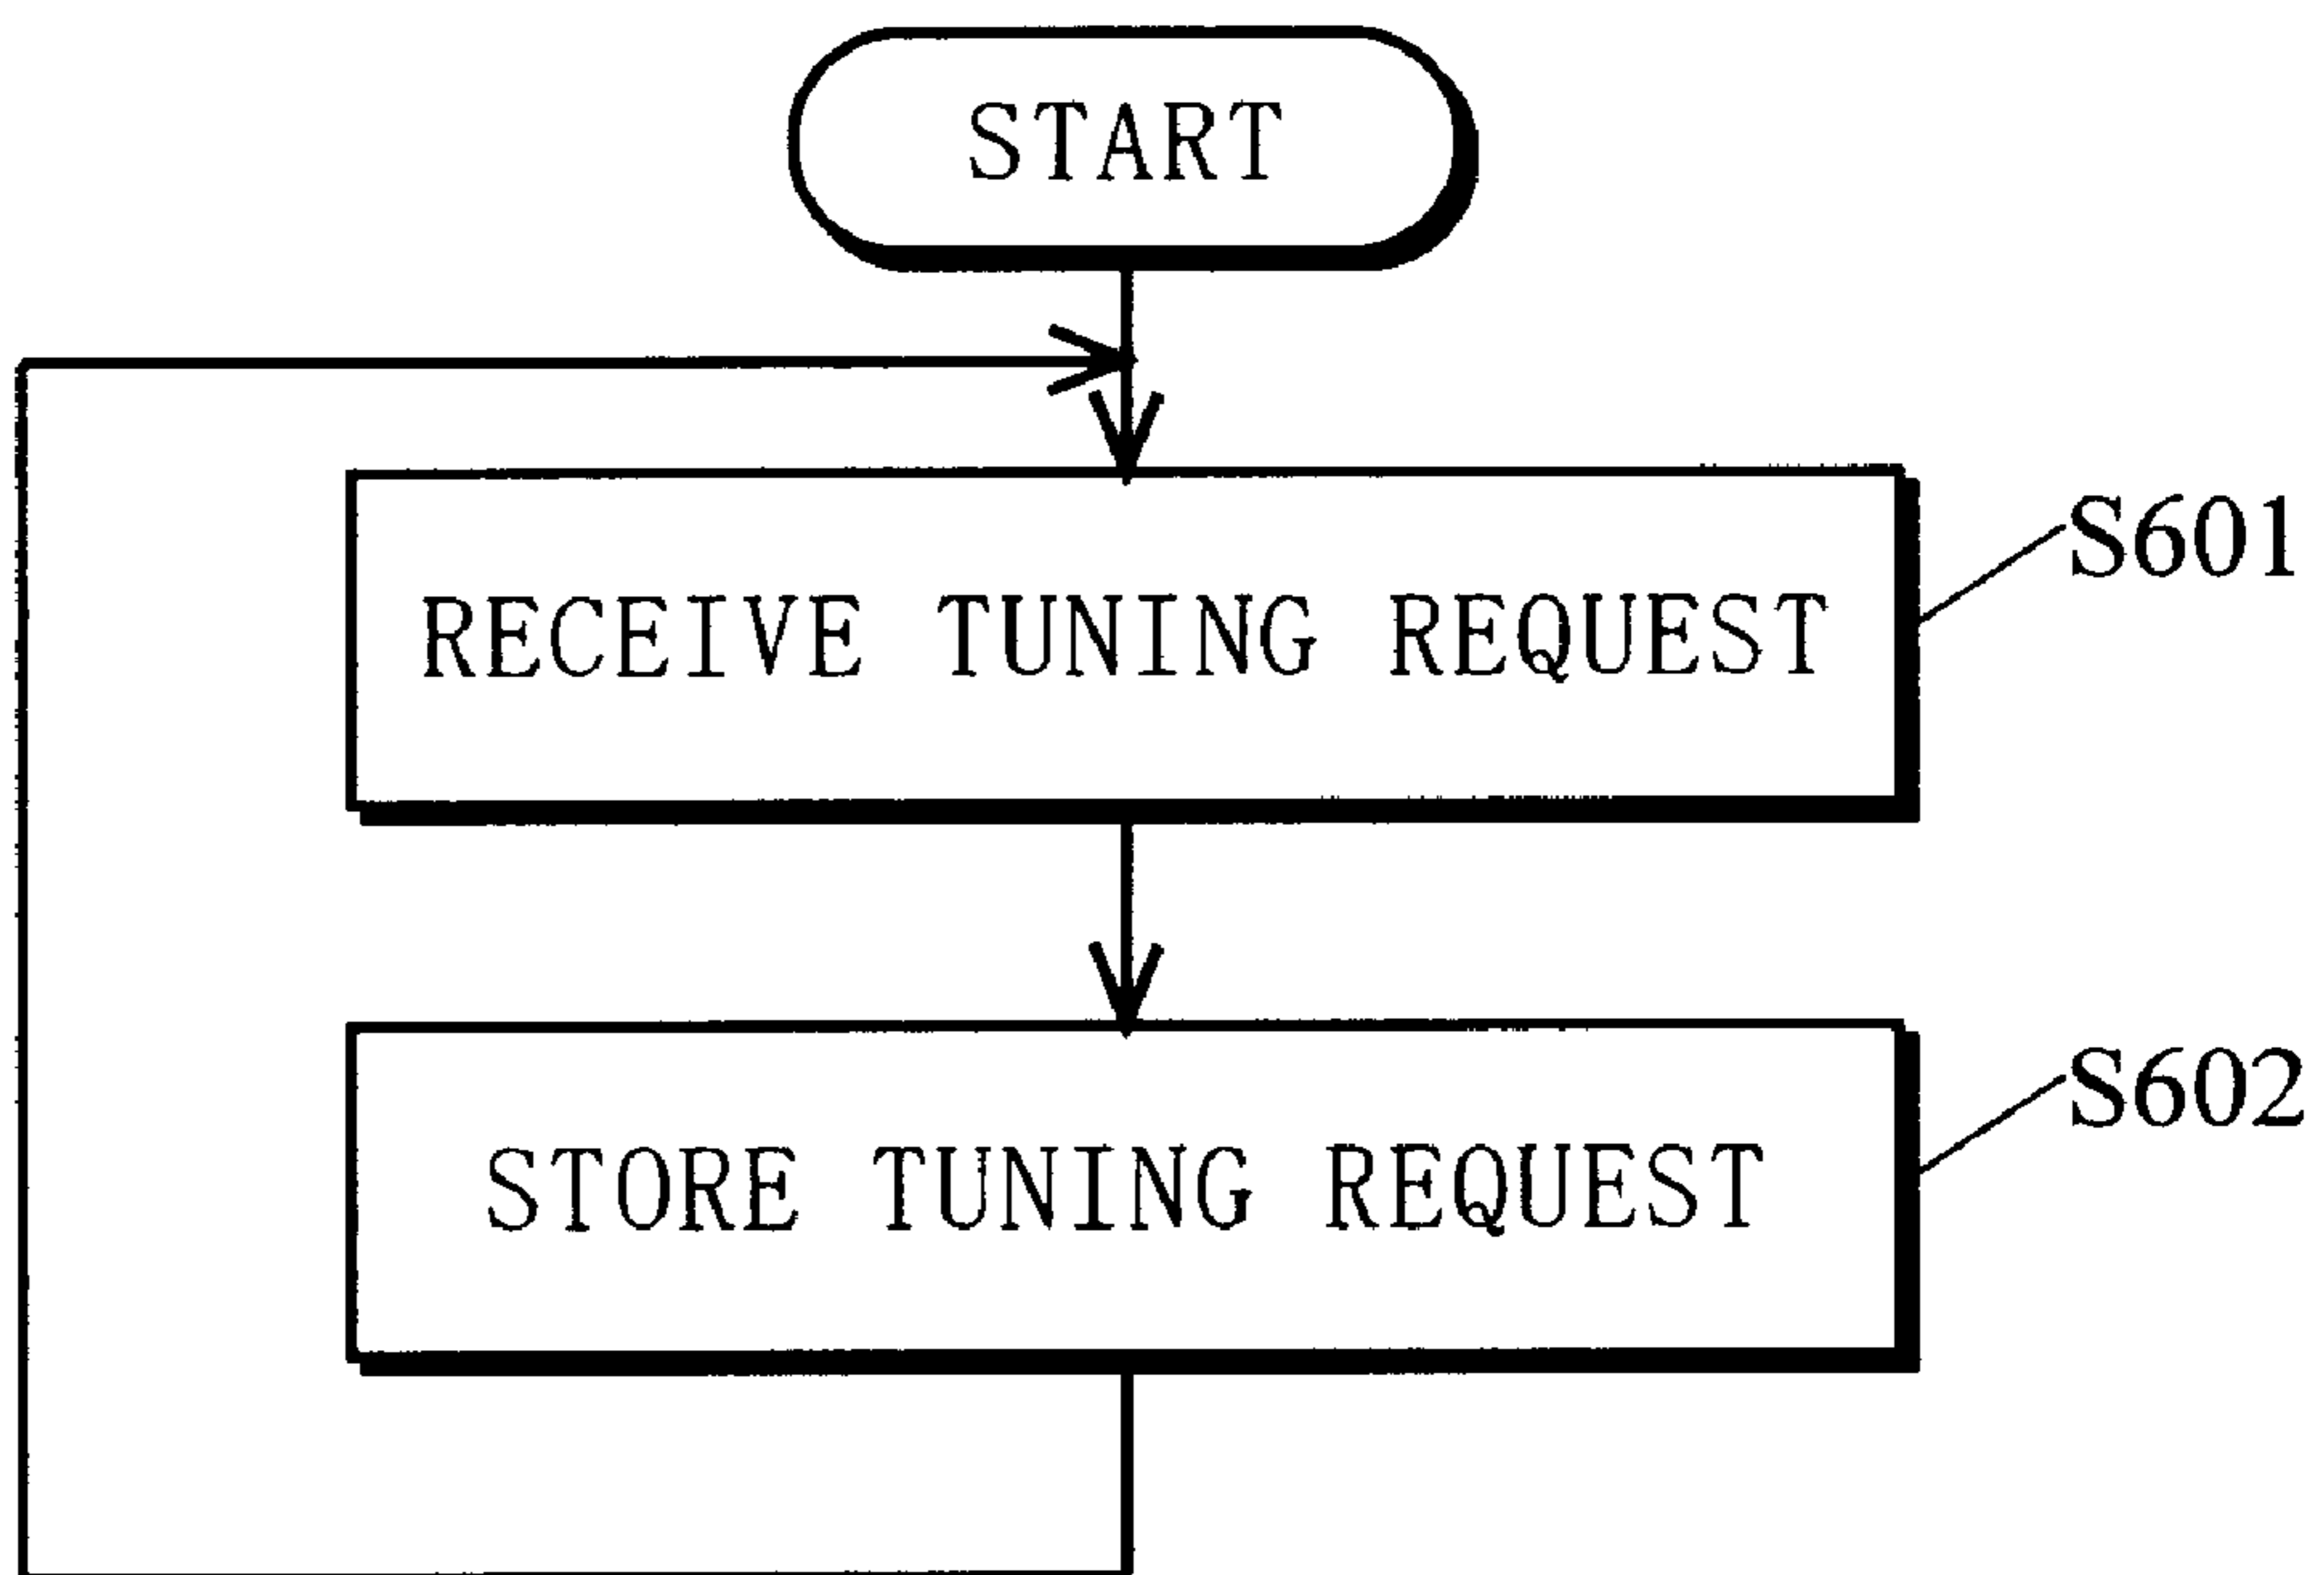 START
RECEIVE TUNING REQUEST
S601
STORE TUNING REQUEST
S602